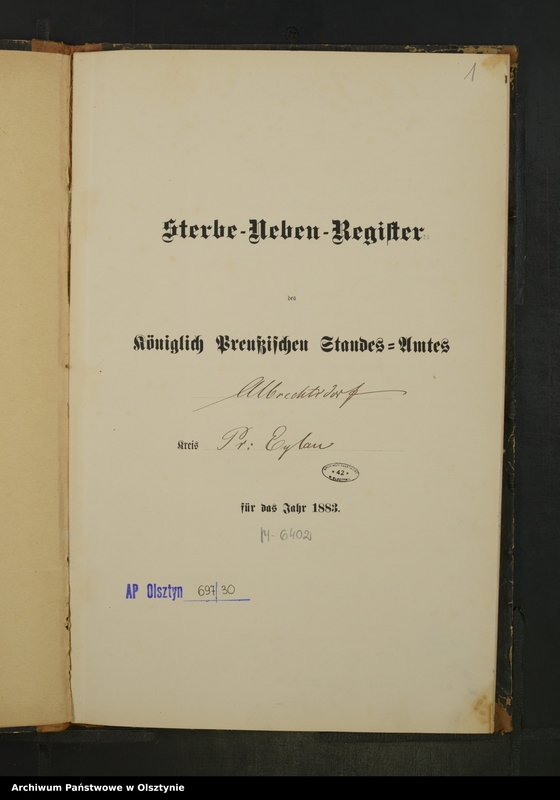 1
Sterbe-Neben-Register
des
Königlich Preußischen Standes=Amtes
Albrechtsdorf
Kreis Pr: Eylau
* 42 *
für das Jahr 1883.
M-6402
AP Olsztyn 697/30
Archiwum Państwowe w Olsztynie